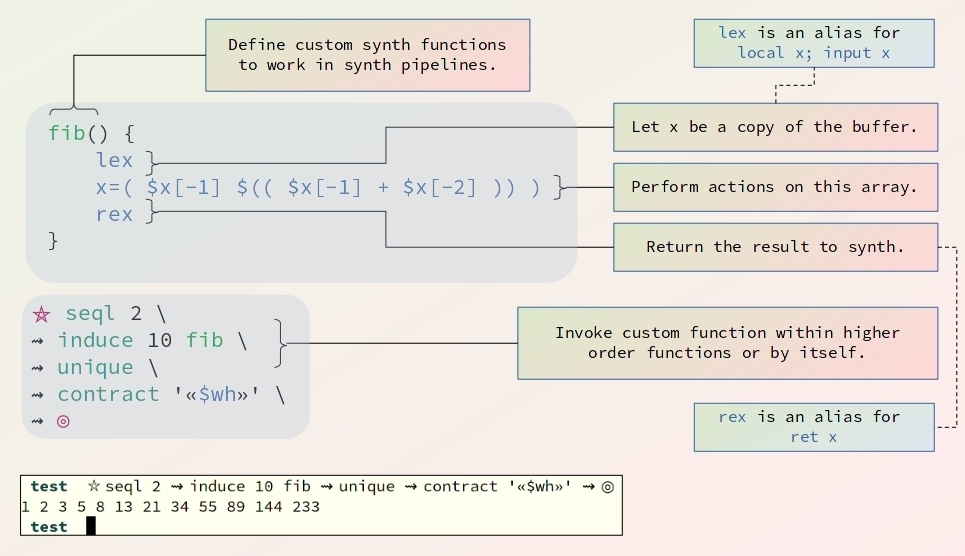 Define custom synth functions
to work in synth pipelines.
lex is an alias for
local x; input x
fib() {
lex
x=( $x[-1] $(( $x[-1] + $x[-2] )) )
rex
}
Let x be a copy of the buffer.
Perform actions on this array.
Return the result to synth.
☆ seql 2 \
⇝ induce 10 fib \
⇝ unique \
⇝ contract '«$wh»' \
⇝ ◎
Invoke custom function within higher
order functions or by itself.
rex is an alias for
ret x
test ☆ seql 2 ⇝ induce 10 fib ⇝ unique ⇝ contract '«$wh»' ⇝ ◎
1 2 3 5 8 13 21 34 55 89 144 233
test